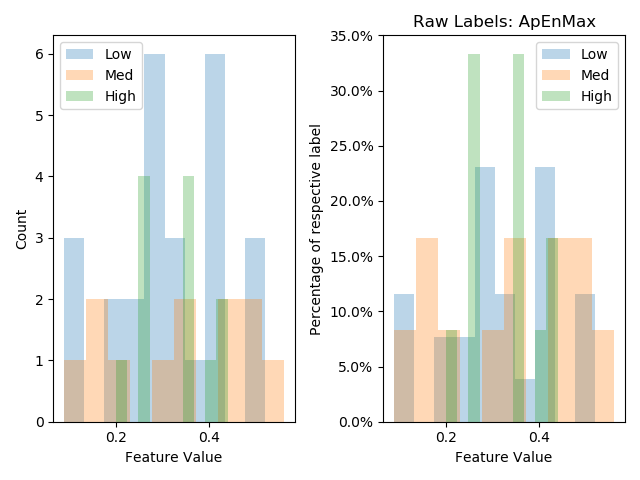 Raw Labels: ApEnMax
Count
6
5
4
3
2
1
0
Low
Med
High
0.2
0.4
Feature Value
Percentage of respective label
35.0%
30.0%
25.0%
20.0%
15.0%
10.0%
5.0%
0.0%
Low
Med
High
0.2
0.4
Feature Value